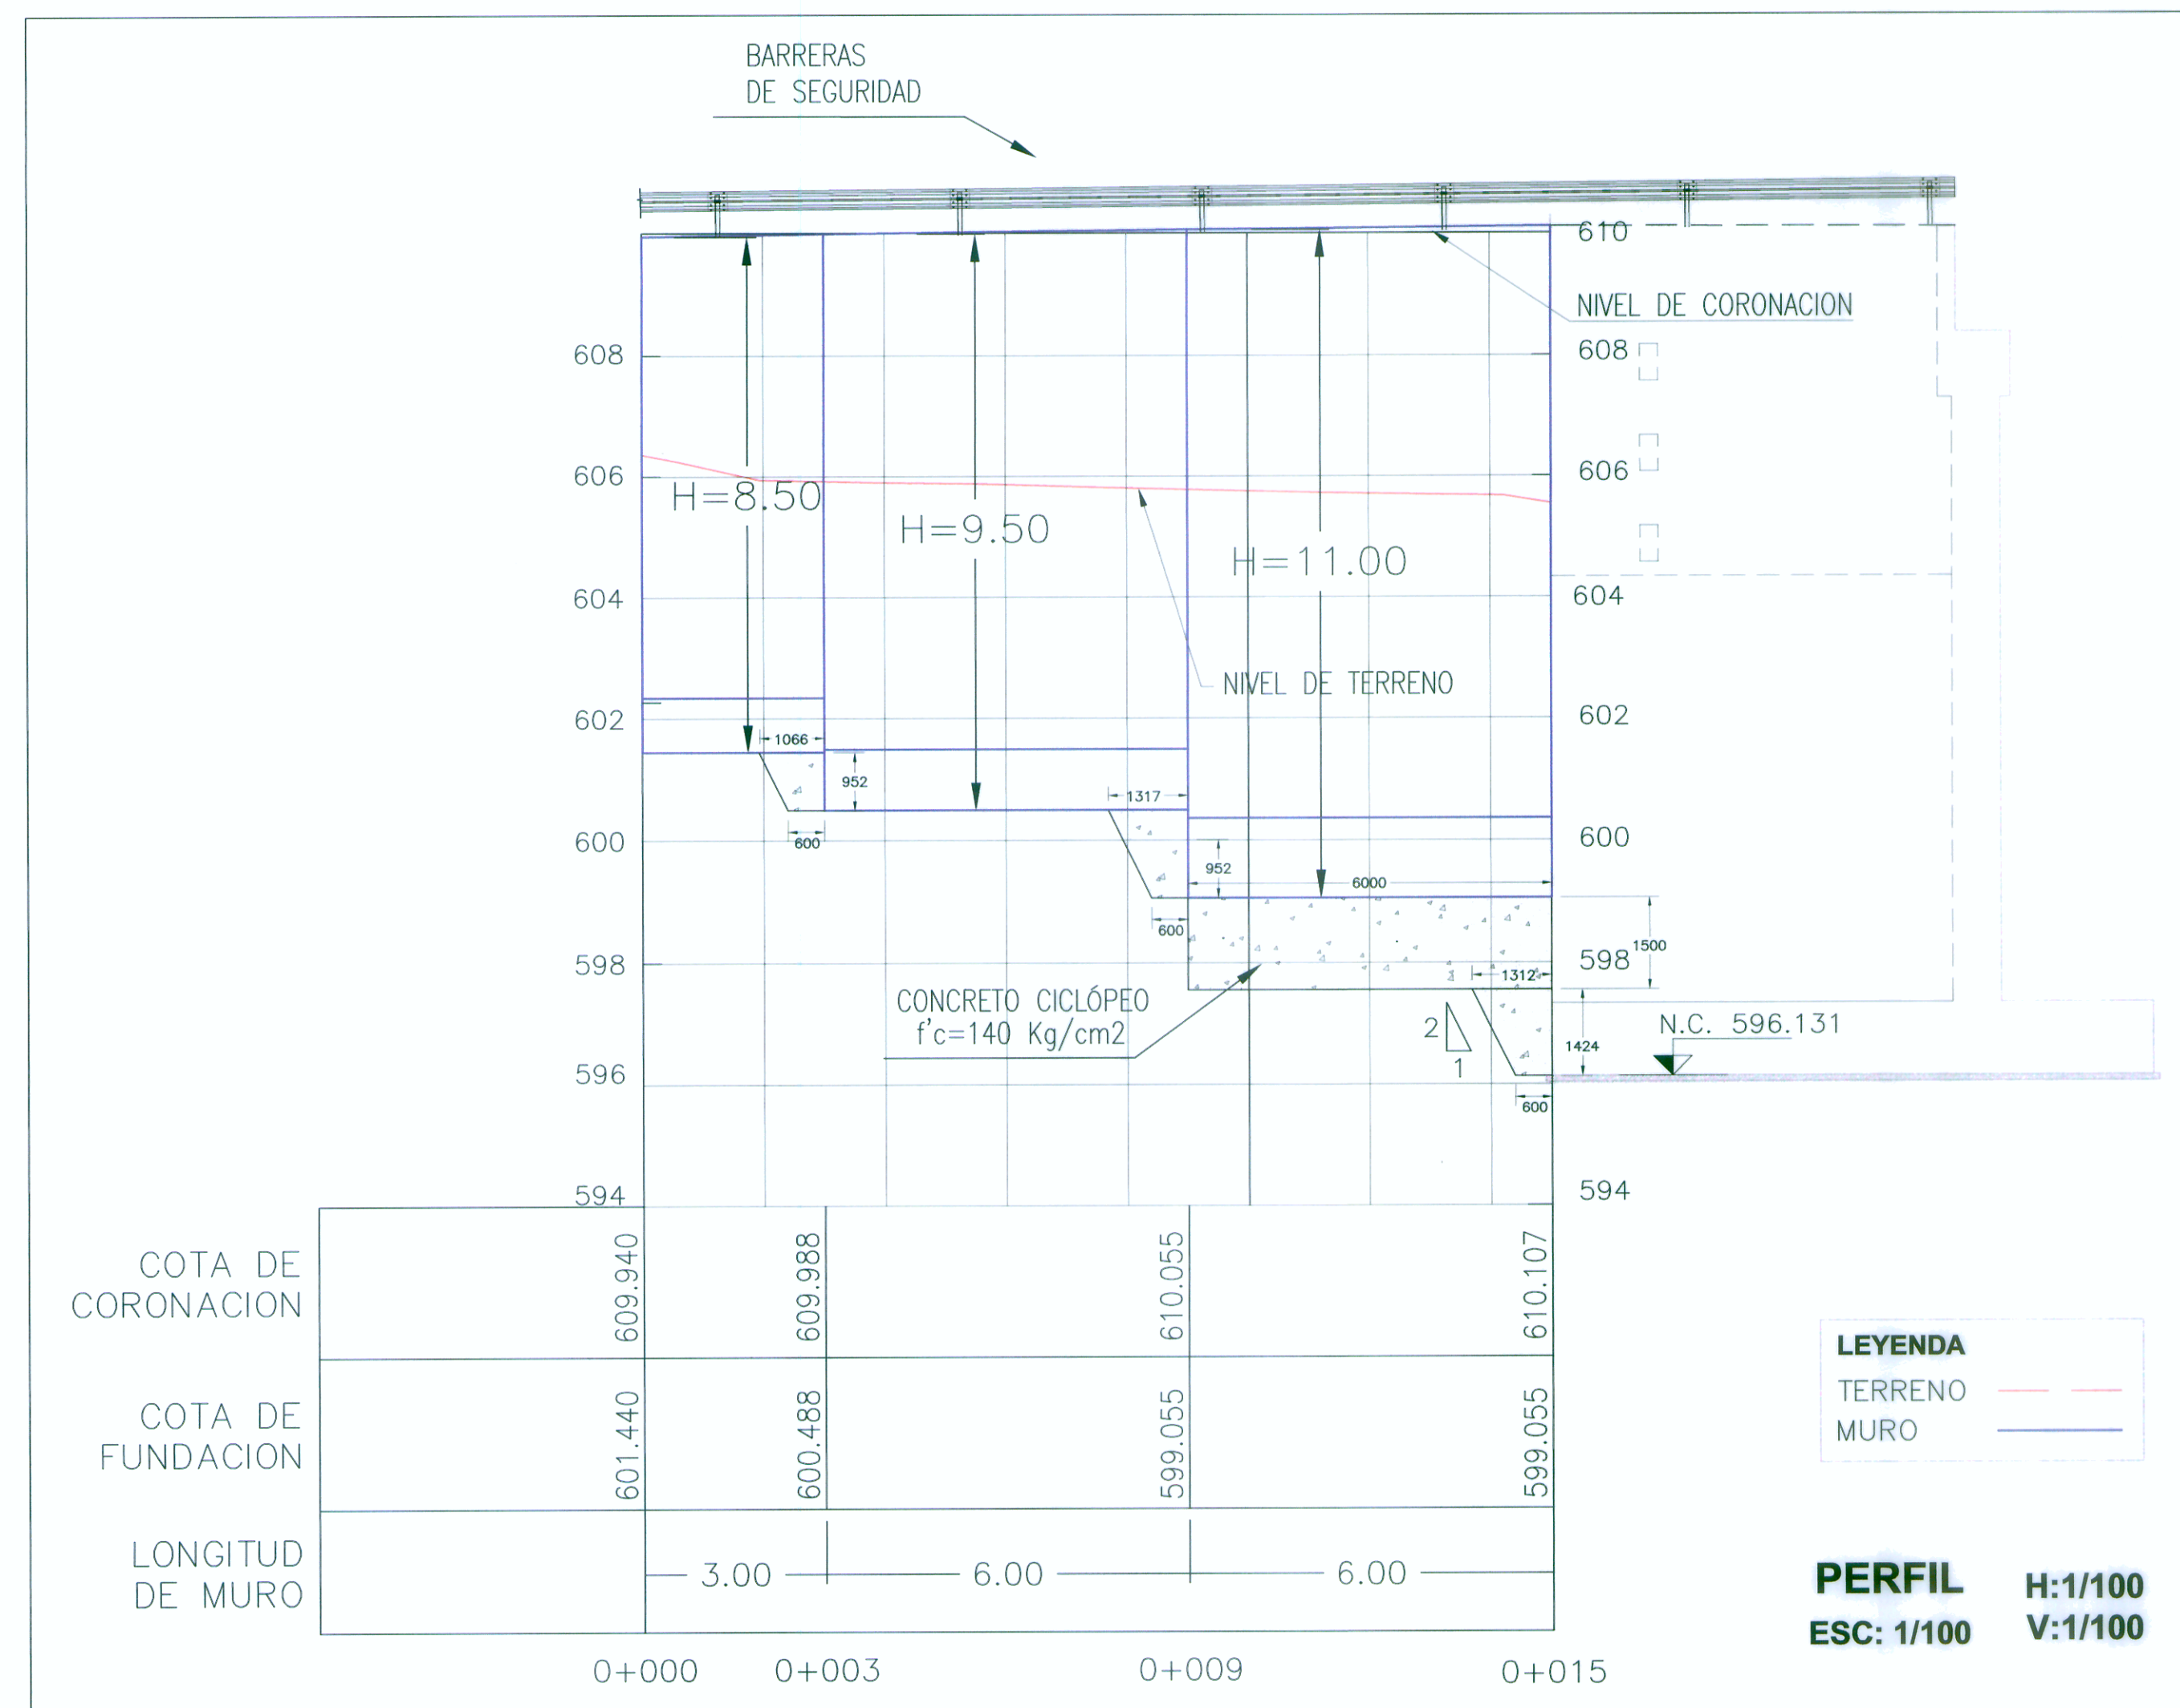 BARRERAS
DE SEGURIDAD
610
NIVEL DE CORONACION
608
608
606
606
H=8.50
H=9.50
H=11.00
604
604
NIVEL DE TERRENO
602
602
1066
952
1317
600
600
600
952
6000
600
1500
598
598
1312
CONCRETO CICLÓPEO
f'c=140 Kg/cm2
2
1
N.C. 596.131
1424
596
600
594
594
COTA DE
CORONACION
609.940
609.988
610.055
610.107
COTA DE
FUNDACION
601.440
600.488
599.055
599.055
LONGITUD
DE MURO
3.00
6.00
6.00
0+000
0+003
0+009
0+015
LEYENDA
TERRENO
MURO
PERFIL
ESC: 1/100
H:1/100
V:1/100